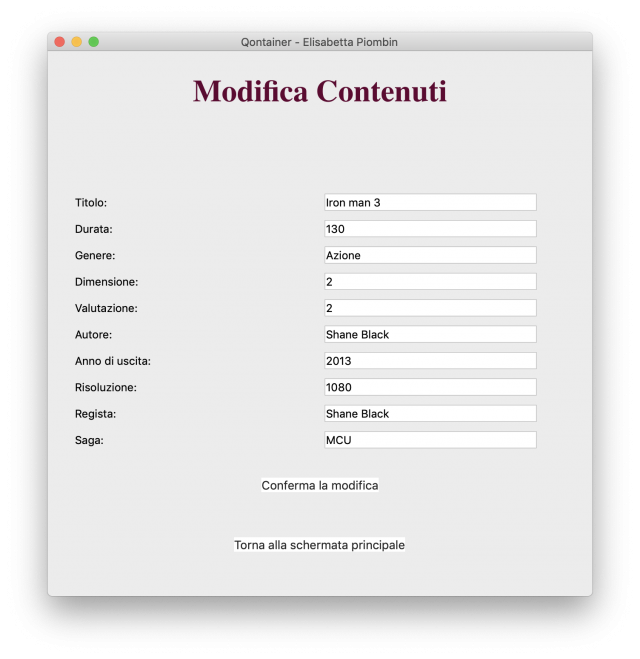 Qontainer - Elisabetta Piombin
Modifica Contenuti
Titolo: Iron man 3
Durata: 130
Genere: Azione
Dimensione: 2
Valutazione: 2
Autore: Shane Black
Anno di uscita: 2013
Risoluzione: 1080
Regista: Shane Black
Saga: MCU
Conferma la modifica
Torna alla schermata principale